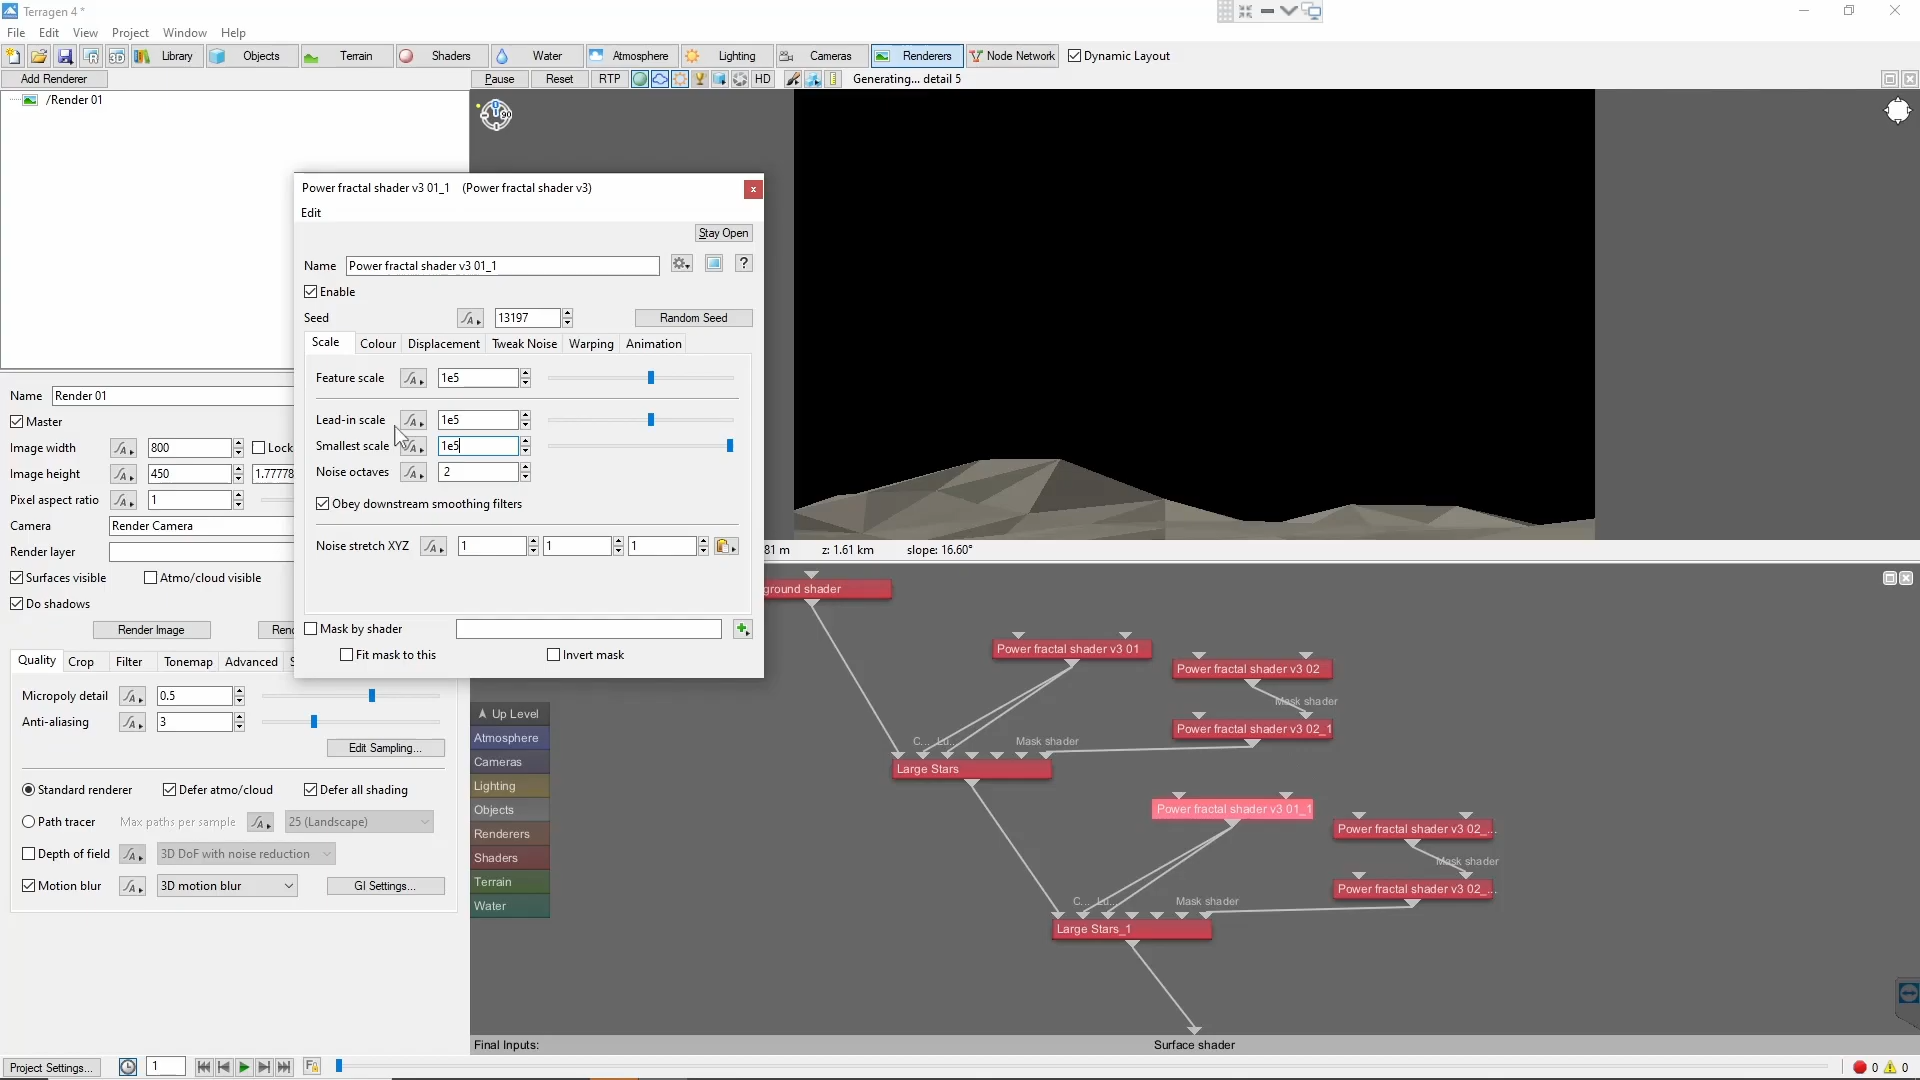 Terragen 4 *
File Edit View Project Window Help
Library Objects Terrain Shaders Water Atmosphere Lighting Cameras Renderers Node Network Dynamic Layout
Add Renderer Pause Reset RTP HD Generating... detail 5
/Render 01
90
Power fractal shader v3 01_1 (Power fractal shader v3)
Edit
Stay Open
Name Power fractal shader v3 01_1 ?
Enable
Seed 13197 Random Seed
Scale Colour Displacement Tweak Noise Warping Animation
Feature scale 1e5
Lead-in scale 1e5
Smallest scale 1e5
Noise octaves 2
Obey downstream smoothing filters
Noise stretch XYZ 1 1 1
Mask by shader
Fit mask to this Invert mask
Name Render 01
Master
Image width 800 Lock
Image height 450 1.77778
Pixel aspect ratio 1
Camera Render Camera
Render layer
Surfaces visible Atmo/cloud visible
Do shadows
Render Image Ren
Quality Crop Filter Tonemap Advanced S
Micropoly detail 0.5
Anti-aliasing 3
Edit Sampling...
Standard renderer Defer atmo/cloud Defer all shading
Path tracer Max paths per sample 25 (Landscape)
Depth of field 3D DoF with noise reduction
Motion blur 3D motion blur GI Settings...
81 m z: 1.61 km slope: 16.60°
ground shader
Power fractal shader v3 01
Power fractal shader v3 02
Mask shader
Power fractal shader v3 02_1
C... Lu... Mask shader
Large Stars
Power fractal shader v3 01_1
Power fractal shader v3 02_...
Mask shader
Power fractal shader v3 02_...
C... Lu... Mask shader
Large Stars_1
Up Level
Atmosphere
Cameras
Lighting
Objects
Renderers
Shaders
Terrain
Water
Final Inputs: Surface shader
Project Settings... 1 F 0 0